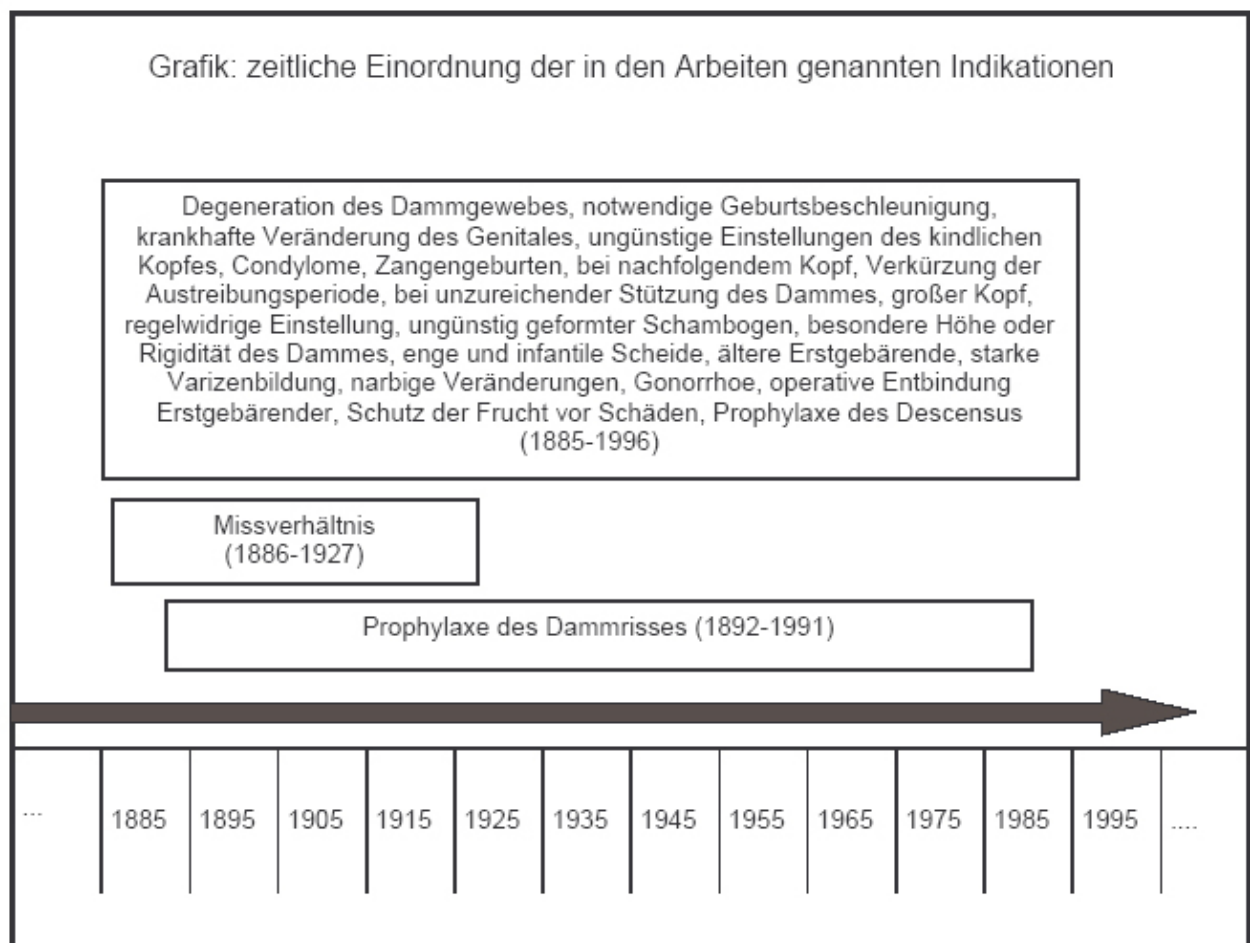 Grafik: zeitliche Einordnung der in den Arbeiten genannten Indikationen
Degeneration des Dammgewebes, notwendige Geburtsbeschleunigung,
krankhafte Veränderung des Genitales, ungünstige Einstellungen des kindlichen
Kopfes, Condylome, Zangengeburten, bei nachfolgendem Kopf, Verkürzung der
Austreibungsperiode, bei unzureichender Stützung des Dammes, großer Kopf,
regelwidrige Einstellung, ungünstig geformter Schambogen, besondere Höhe oder
Rigidität des Dammes, enge und infantile Scheide, ältere Erstgebärende, starke
Varizenbildung, narbige Veränderungen, Gonorrhoe, operative Entbindung
Erstgebärender, Schutz der Frucht vor Schäden, Prophylaxe des Descensus
(1885-1996)
Missverhältnis
(1886-1927)
Prophylaxe des Dammrisses (1892-1991)
... 1885 1895 1905 1915 1925 1935 1945 1955 1965 1975 1985 1995 ....